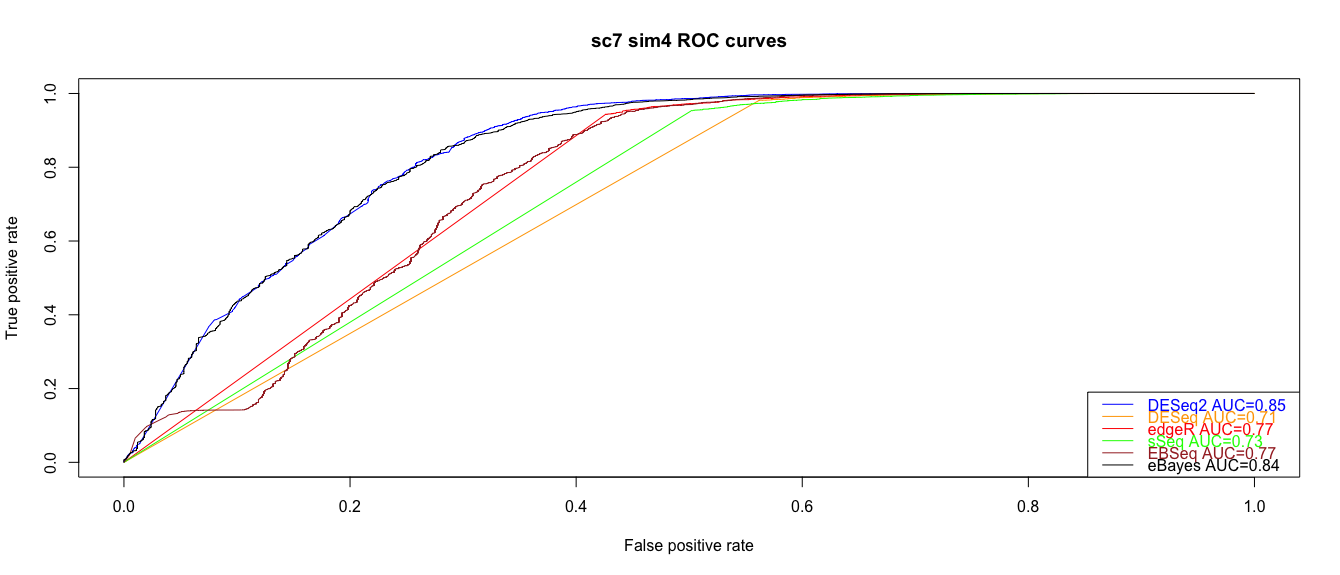 sc7 sim4 ROC curves
True positive rate
1.0
0.8
0.6
0.4
0.2
0.0
DESeq2 AUC=0.85
DESeq AUC=0.71
edgeR AUC=0.77
sSeq AUC=0.73
EBSeq AUC=0.77
eBayes AUC=0.84
0.0 0.2 0.4 0.6 0.8 1.0
False positive rate